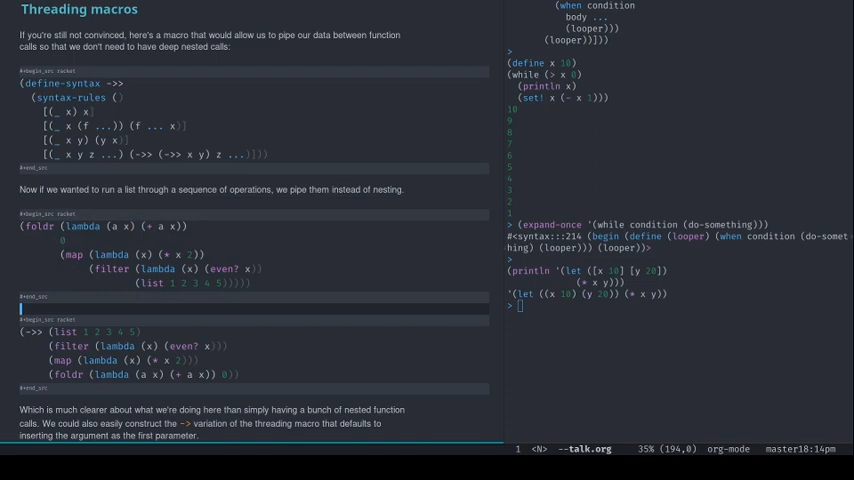 Threading macros
If you're still not convinced, here's a macro that would allow us to pipe our data between function
calls so that we don't need to have deep nested calls:
#+begin_src racket
(define-syntax ->>
(syntax-rules ()
[(_ x) x]
[(_ x (f ...)) (f ... x)]
[(_ x y) (y x)]
[(_ x y z ...) (->> (->> x y) z ...)]))
#+end_src
Now if we wanted to run a list through a sequence of operations, we pipe them instead of nesting.
#+begin_src racket
(foldr (lambda (a x) (+ a x))
0
(map (lambda (x) (* x 2))
(filter (lambda (x) (even? x))
(list 1 2 3 4 5))))
#+end_src
#+begin_src racket
(->> (list 1 2 3 4 5)
(filter (lambda (x) (even? x)))
(map (lambda (x) (* x 2)))
(foldr (lambda (a x) (+ a x)) 0))
#+end_src
Which is much clearer about what we're doing here than simply having a bunch of nested function
calls. We could also easily construct the -> variation of the threading macro that defaults to
inserting the argument as the first parameter.
(when condition
body ...
(looper)))
(looper))]))
>
(define x 10)
(while (> x 0)
(println x)
(set! x (- x 1)))
10
9
8
7
6
5
4
3
2
1
> (expand-once '(while condition (do-something)))
#<syntax:::214 (begin (define (looper) (when condition (do-somet
hing) (looper))) (looper))>
>
(println '(let ([x 10] [y 20])
(* x y)))
'(let ((x 10) (y 20)) (* x y))
>
1 <N> --talk.org 35% (194,0) org-mode master18:14pm